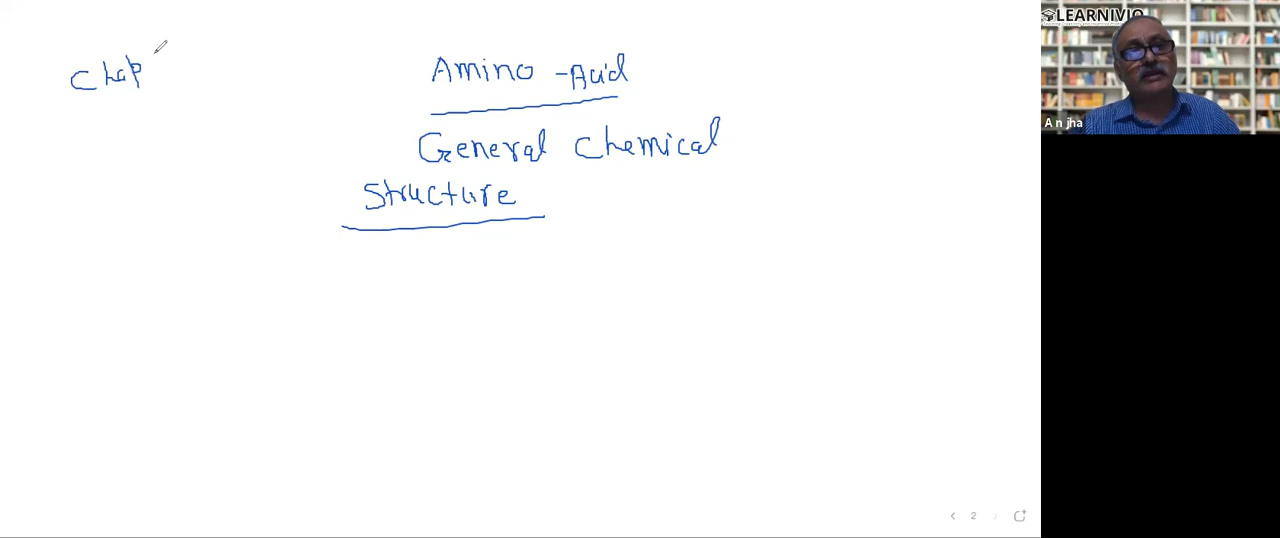 Chap
Amino - Acid
General Chemical
Structure
LEARNIVIO
A n jha
2